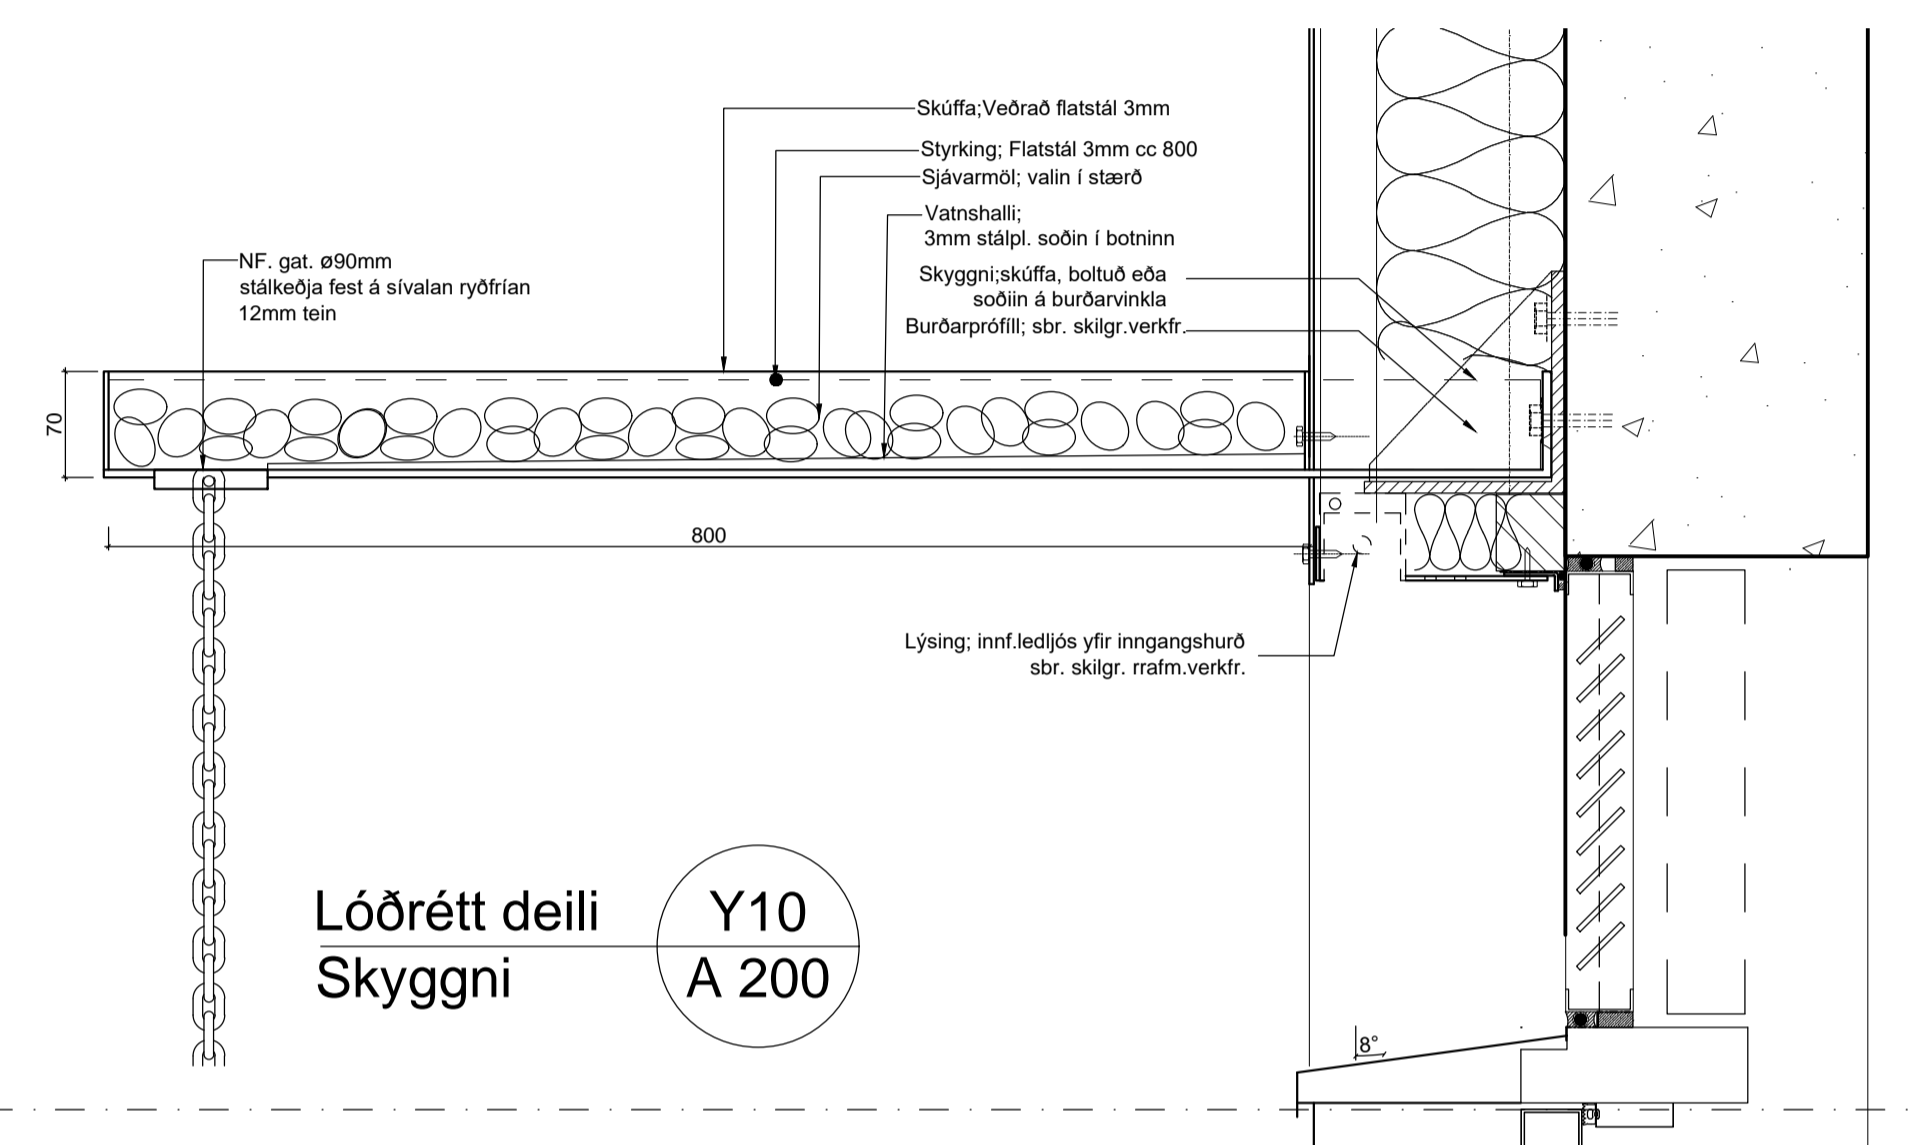 Skúffa;Veðrað flatstál 3mm
Styrking; Flatstál 3mm cc 800
Sjávarmöl; valin í stærð
Vatnshalli;
3mm stálpl. soðin í botninn
NF. gat. ø90mm
stálkeðja fest á sívalan ryðfrían
12mm tein
Skyggni;skúffa, boltuð eða
soðiin á burðarvinkla
Burðarprófíll; sbr. skilgr.verkfr.
70
800
Lýsing; innf.ledljós yfir inngangshurð
sbr. skilgr. rrafm.verkfr.
Lóðrétt deili
Skyggni
Y10
A 200
8°